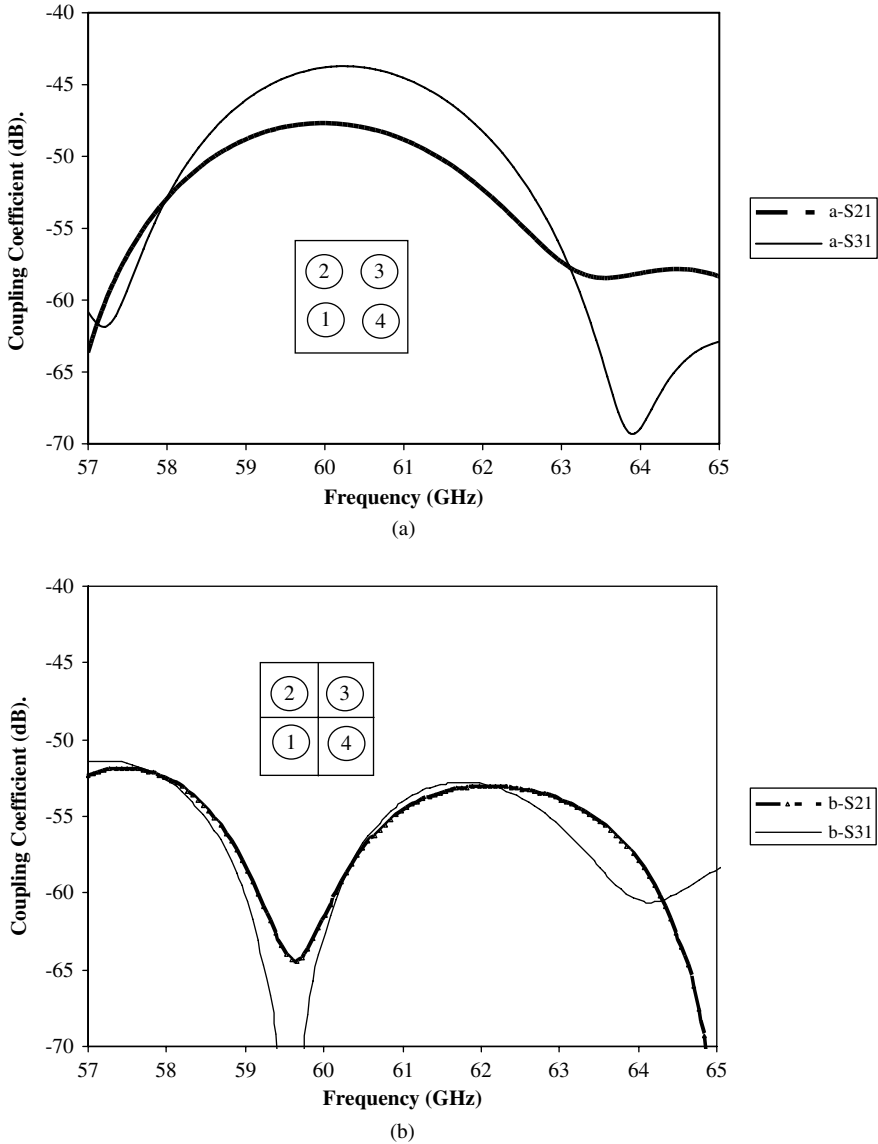 -40
-45
-50
-55
-60
-65
-70
Coupling Coefficient (dB).
2 3
1 4
57 58 59 60 61 62 63 64 65
Frequency (GHz)
(a)
a-S21
a-S31
-40
-45
-50
-55
-60
-65
-70
Coupling Coefficient (dB).
2 3
1 4
57 58 59 60 61 62 63 64 65
Frequency (GHz)
(b)
b-S21
b-S31